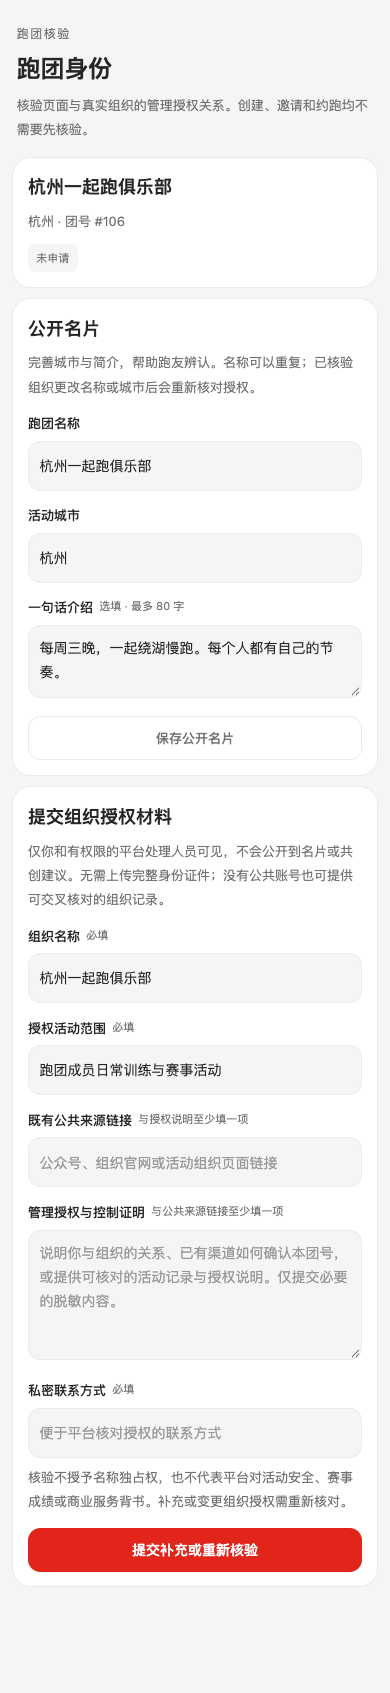 跑团核验
跑团身份
核验页面与真实组织的管理授权关系。创建、邀请和约跑均不
需要先核验。
杭州一起跑俱乐部
杭州 · 团号 #106
未申请
公开名片
完善城市与简介，帮助跑友辨认。名称可以重复；已核验
组织更改名称或城市后会重新核对授权。
跑团名称
杭州一起跑俱乐部
活动城市
杭州
一句话介绍 选填 · 最多 80 字
每周三晚，一起绕湖慢跑。每个人都有自己的节
奏。
保存公开名片
提交组织授权材料
仅你和有权限的平台处理人员可见，不会公开到名片或共
创建议。无需上传完整身份证件；没有公共账号也可提供
可交叉核对的组织记录。
组织名称 必填
杭州一起跑俱乐部
授权活动范围 必填
跑团成员日常训练与赛事活动
既有公共来源链接 与授权说明至少填一项
公众号、组织官网或活动组织页面链接
管理授权与控制证明 与公共来源链接至少填一项
说明你与组织的关系、已有渠道如何确认本团号，
或提供可核对的活动记录与授权说明。仅提交必要
的脱敏内容。
私密联系方式 必填
便于平台核对授权的联系方式
核验不授予名称独占权，也不代表平台对活动安全、赛事
成绩或商业服务背书。补充或变更组织授权需重新核对。
提交补充或重新核验